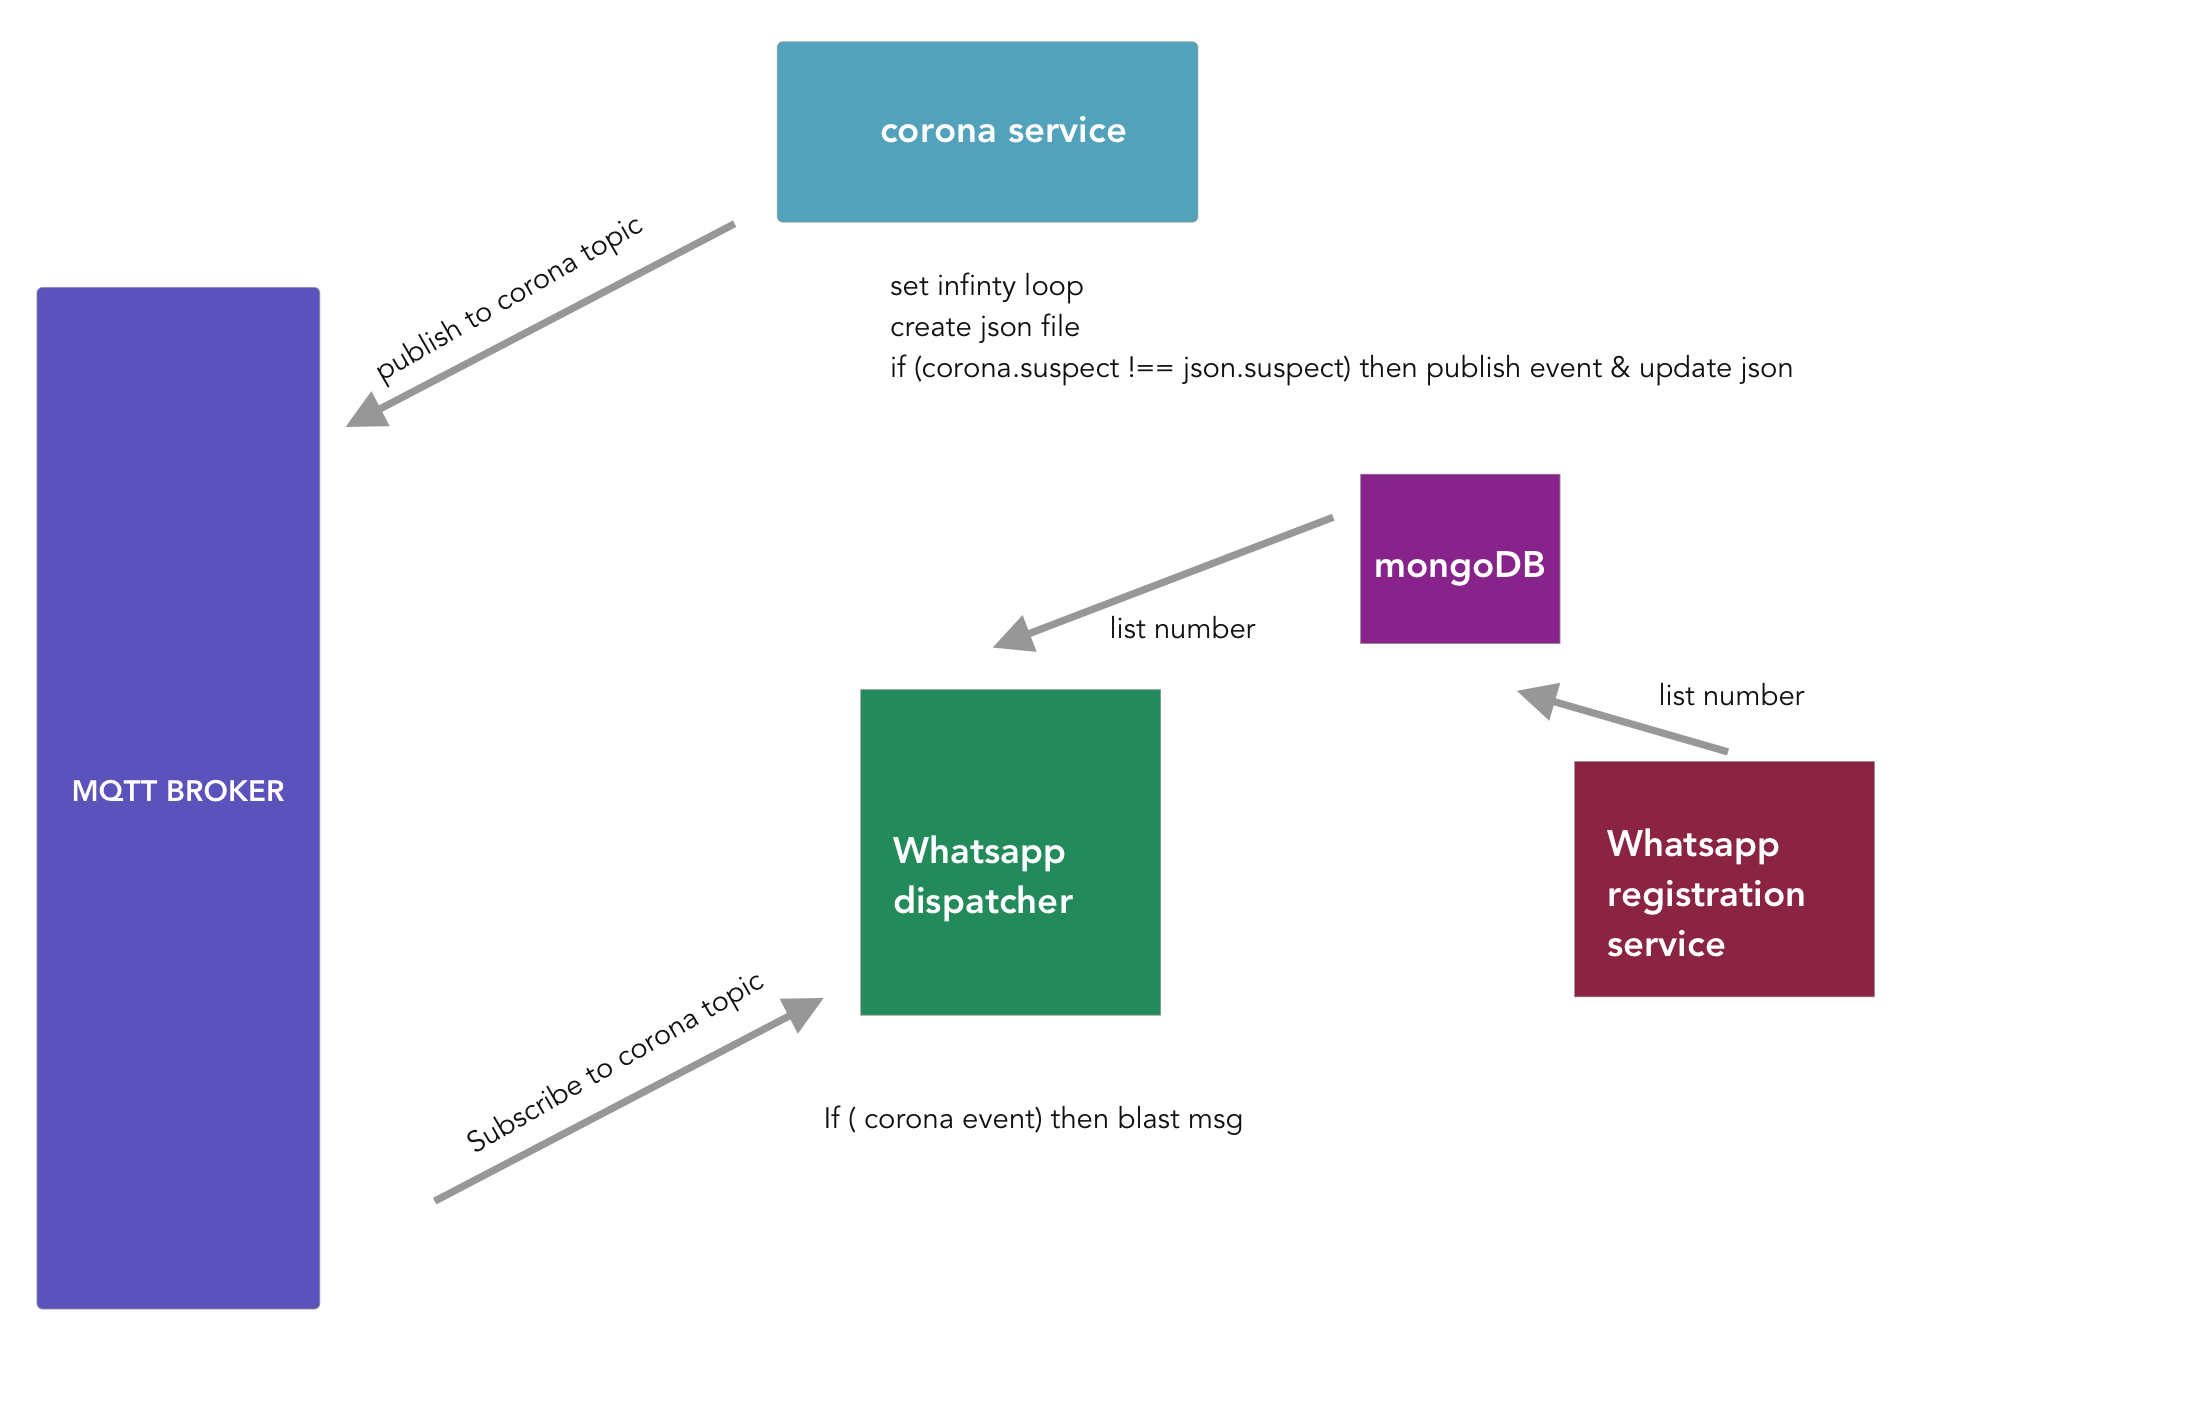 corona service
publish to corona topic
set infinty loop
create json file
if (corona.suspect !== json.suspect) then publish event & update json
mongoDB
list number
list number
MQTT BROKER
Whatsapp
dispatcher
Whatsapp
registration
service
Subscribe to corona topic
If ( corona event) then blast msg